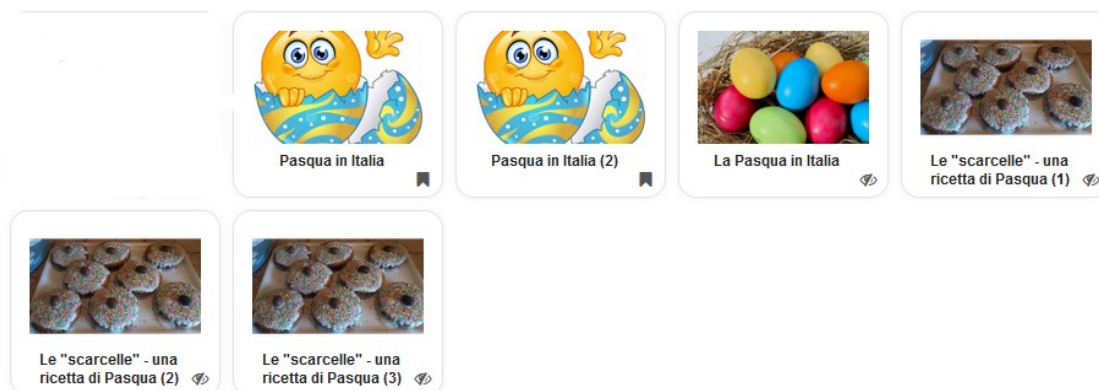 Pasqua in Italia
Pasqua in Italia (2)
La Pasqua in Italia
Le "scarcelle" - una
ricetta di Pasqua (1)
Le "scarcelle" - una
ricetta di Pasqua (2)
Le "scarcelle" - una
ricetta di Pasqua (3)